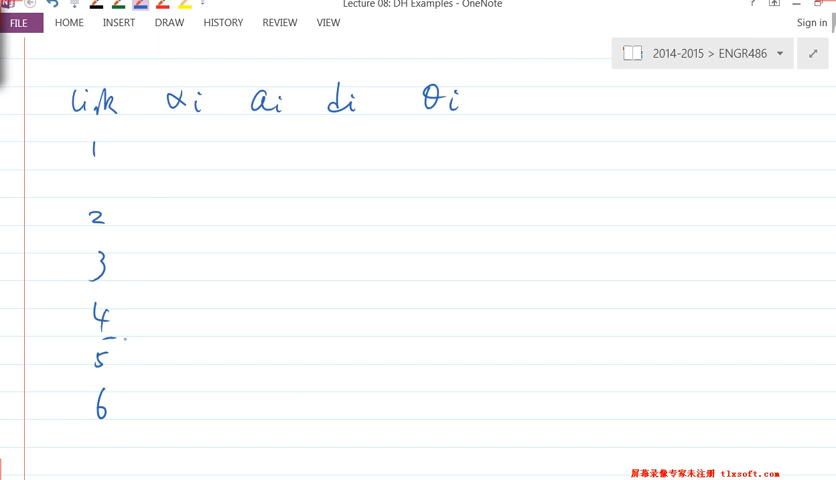 Lecture 08: DH Examples - OneNote
?
FILE HOME INSERT DRAW HISTORY REVIEW VIEW Sign in
2014-2015 > ENGR486
link αi ai di θi
1
2
3
4
5
6
屏幕录像专家未注册 tlxsoft.com